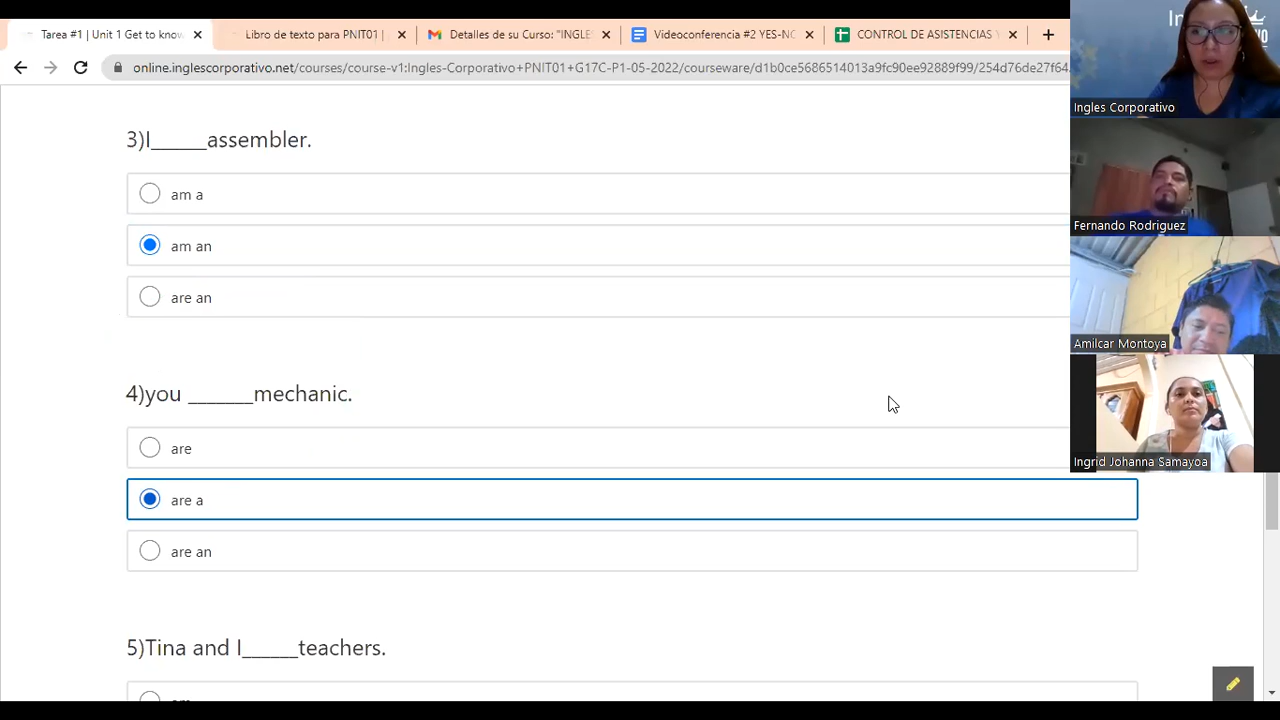 Tarea #1 | Unit 1 Get to know
Libro de texto para PNIT01 |
Detalles de su Curso: "INGLES
Videoconferencia #2 YES-NO
CONTROL DE ASISTENCIAS
online.inglescorporativo.net/courses/course-v1:Ingles-Corporativo+PNIT01+G17C-P1-05-2022/courseware/d1b0ce5686514013a9fc90ee92889f99/254d76de27f64
Ingles Corporativo
Fernando Rodriguez
Amilcar Montoya
Ingrid Johanna Samayoa
3)I______assembler.
am a
am an
are an
4)you _______mechanic.
are
are a
are an
5)Tina and I______teachers.
am